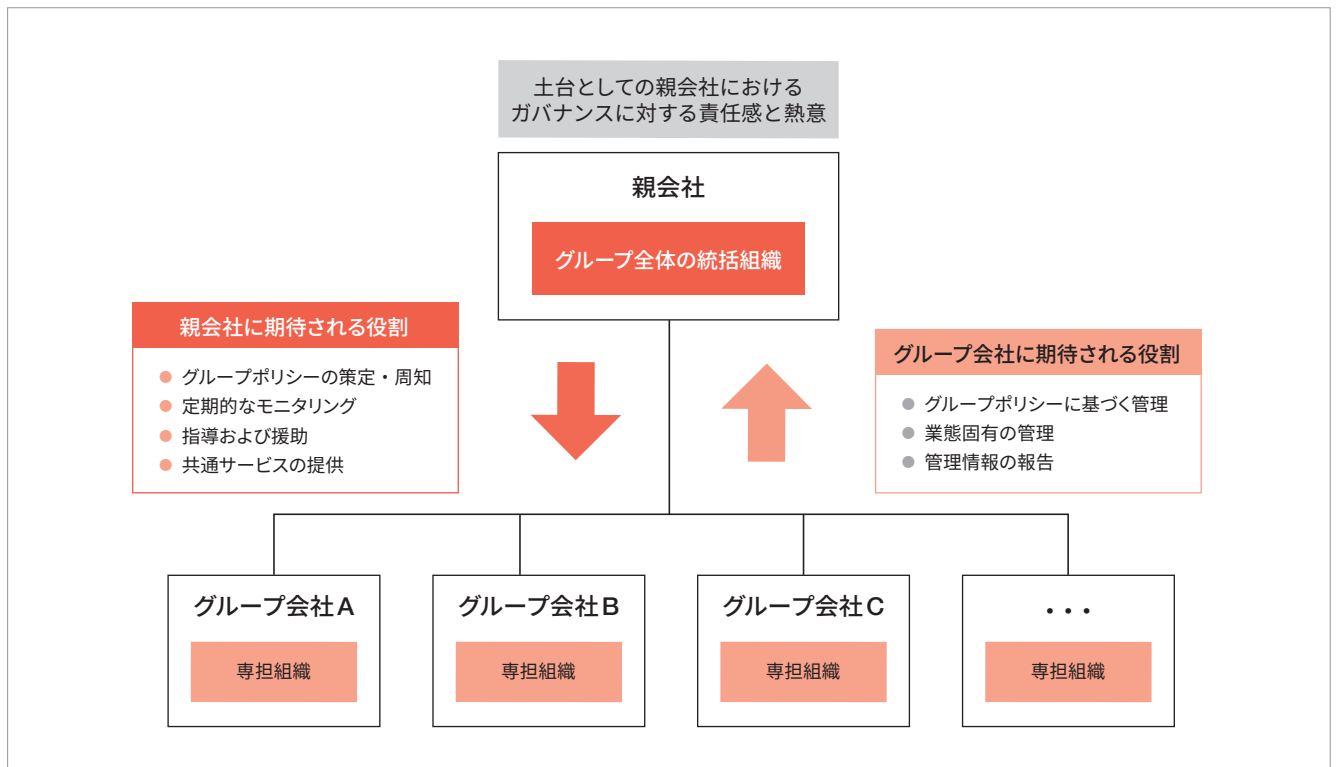 土台としての親会社における
ガバナンスに対する責任感と熱意
親会社
グループ全体の統括組織
親会社に期待される役割
● グループポリシーの策定・周知
● 定期的なモニタリング
● 指導および援助
● 共通サービスの提供
グループ会社に期待される役割
● グループポリシーに基づく管理
● 業態固有の管理
● 管理情報の報告
グループ会社A
専担組織
グループ会社B
専担組織
グループ会社C
専担組織
・・・
専担組織